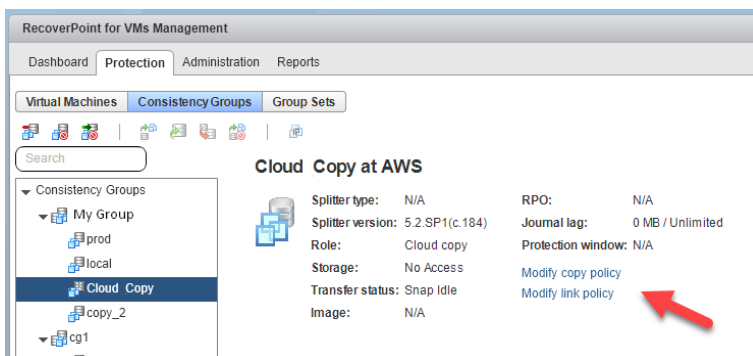 RecoverPoint for VMs Management
Dashboard Protection Administration Reports
Virtual Machines Consistency Groups Group Sets
Search
Consistency Groups
My Group
prod
local
Cloud Copy
copy_2
cg1
Cloud Copy at AWS
Splitter type: N/A RPO: N/A
Splitter version: 5.2.SP1(c.184) Journal lag: 0 MB / Unlimited
Role: Cloud copy Protection window: N/A
Storage: No Access Modify copy policy
Transfer status: Snap Idle Modify link policy
Image: N/A